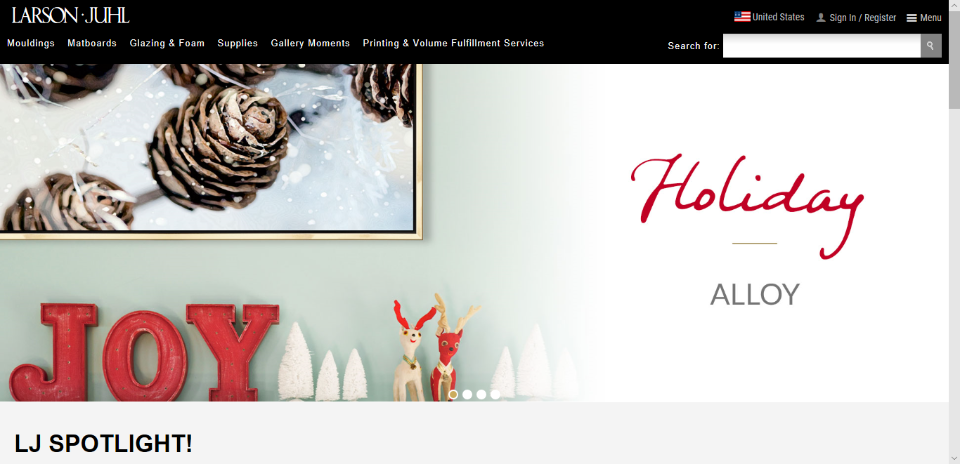 LARSON·JUHL
United States
Sign In / Register
Menu
Mouldings
Matboards
Glazing & Foam
Supplies
Gallery Moments
Printing & Volume Fulfillment Services
Search for:
Holiday
ALLOY
JOY
LJ SPOTLIGHT!